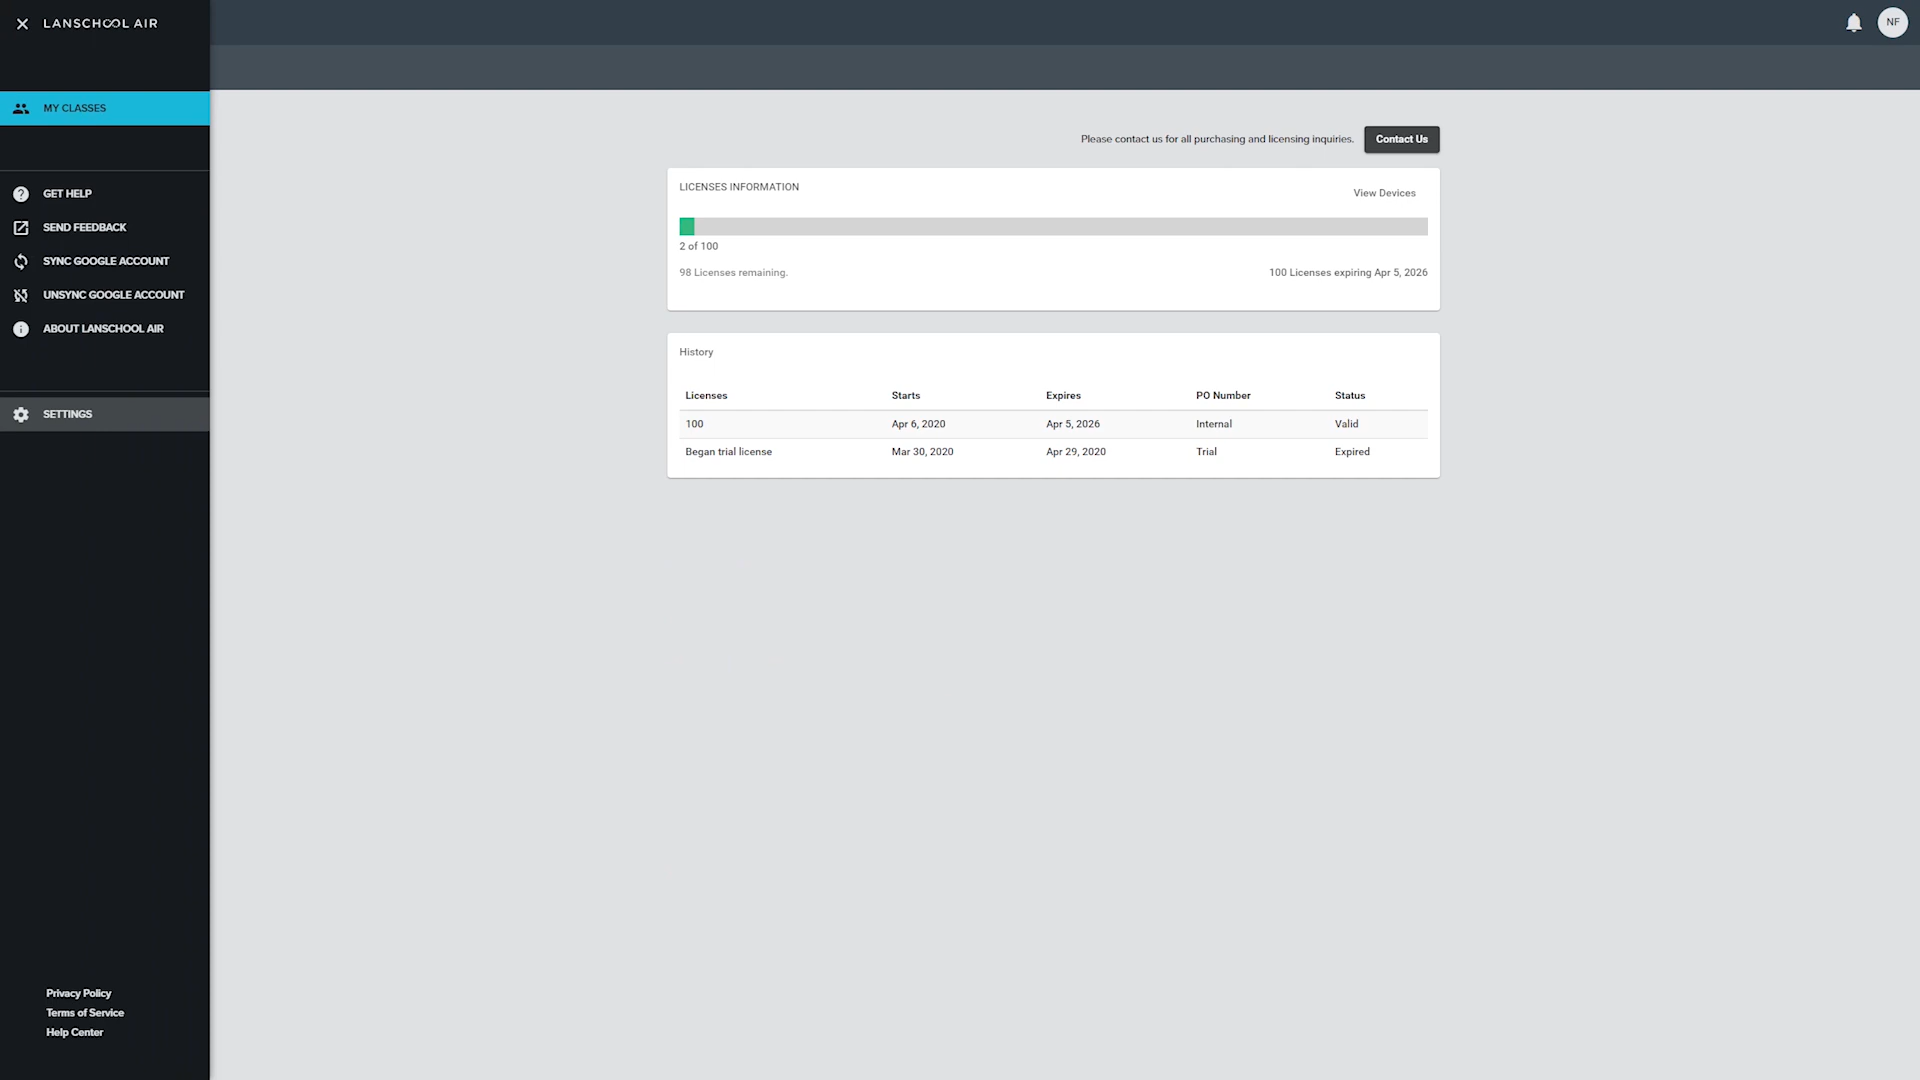 LANSCHOOL AIR
NF
MY CLASSES
GET HELP
SEND FEEDBACK
SYNC GOOGLE ACCOUNT
UNSYNC GOOGLE ACCOUNT
ABOUT LANSCHOOL AIR
SETTINGS
Privacy Policy
Terms of Service
Help Center
Please contact us for all purchasing and licensing inquiries. Contact Us
LICENSES INFORMATION
View Devices
2 of 100
98 Licenses remaining. 100 Licenses expiring Apr 5, 2026
History
Licenses Starts Expires PO Number Status
100 Apr 6, 2020 Apr 5, 2026 Internal Valid
Began trial license Mar 30, 2020 Apr 29, 2020 Trial Expired